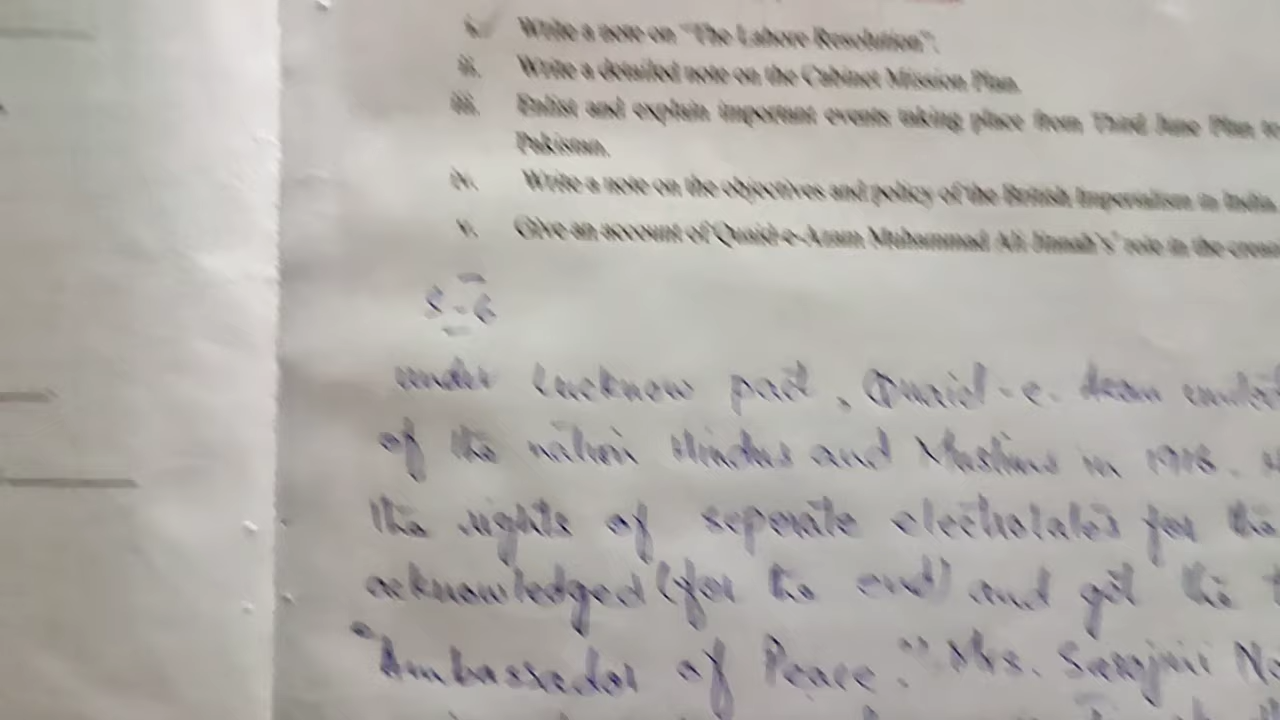 i. Write a note on "The Lahore Resolution".
ii. Write a detailed note on the Cabinet Mission Plan.
iii. Enlist and explain important events taking place from Third June Plan to
Pakistan.
iv. Write a note on the objectives and policy of the British Imperialism in India.
v. Give an account of Quaid-e-Azam Muhammad Ali Jinnah's' role in the
under Lucknow pact, Quaid-e-
of the nation Hindus and Muslims in 1916.
the rights of seperate for the
acknowledged (for the end) and got the
"Ambassador of Peace." Mrs. Sarojni